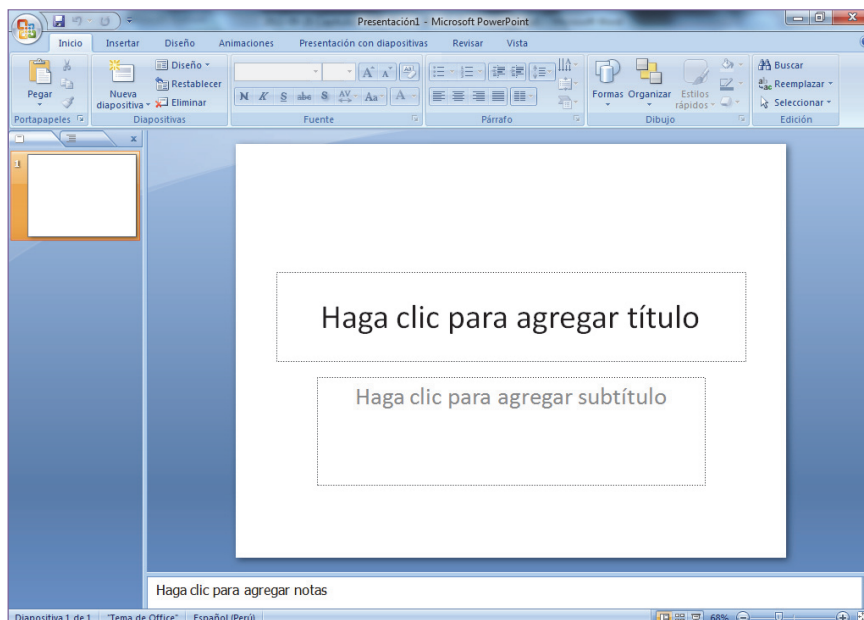 Presentación1 - Microsoft PowerPoint
Inicio Insertar Diseño Animaciones Presentación con diapositivas Revisar Vista
Pegar
Nueva diapositiva
Diseño
Restablecer
Eliminar
N K S abc S AV Aa A
A A
Formas Organizar Estilos rápidos
Buscar
Reemplazar
Seleccionar
Portapapeles Diapositivas Fuente Párrafo Dibujo Edición
1
Haga clic para agregar título
Haga clic para agregar subtítulo
Haga clic para agregar notas
Diapositiva 1 de 1 "Tema de Office" Español (Perú) 68%